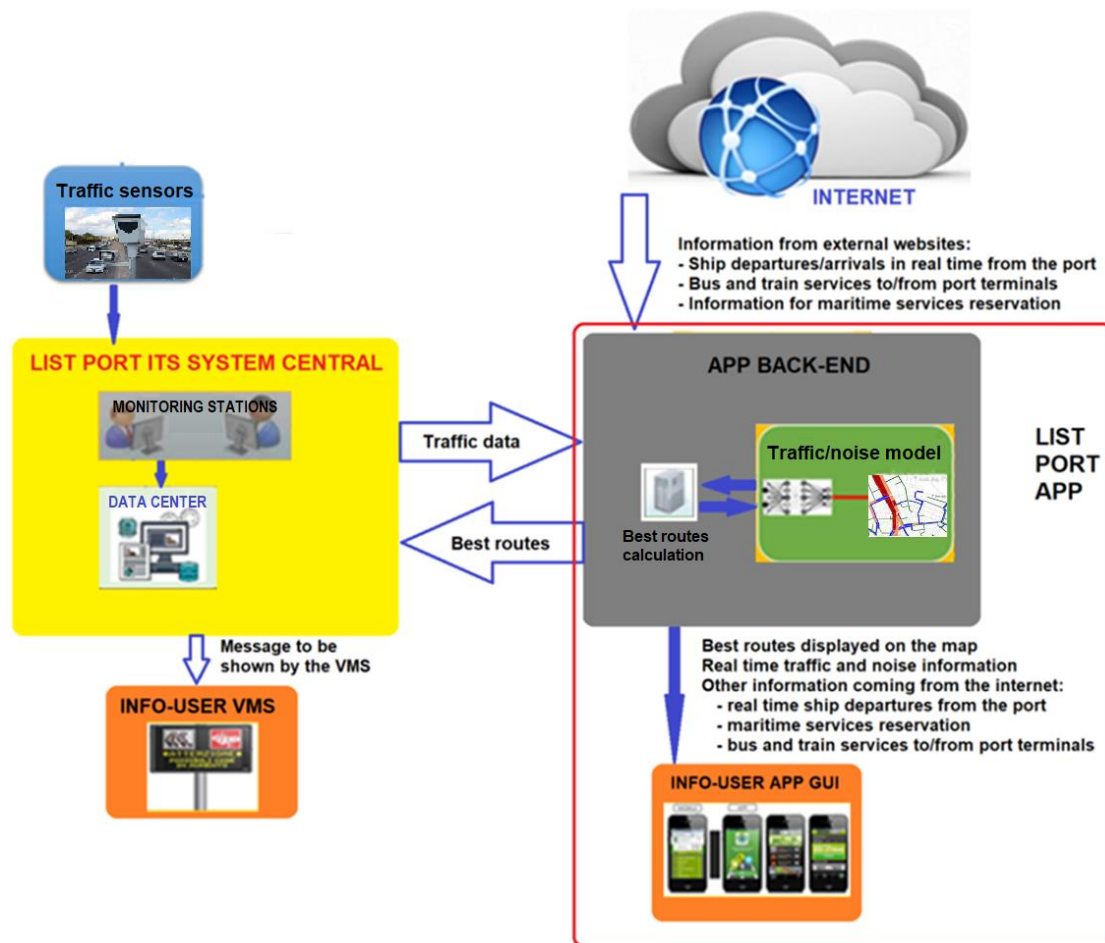 Traffic sensors
INTERNET
Information from external websites:
- Ship departures/arrivals in real time from the port
- Bus and train services to/from port terminals
- Information for maritime services reservation
LIST PORT ITS SYSTEM CENTRAL
MONITORING STATIONS
DATA CENTER
Traffic data
Best routes
APP BACK-END
Traffic/noise model
Best routes
calculation
LIST
PORT
APP
Message to be
shown by the VMS
INFO-USER VMS
ATTENZIONE
Best routes displayed on the map
Real time traffic and noise information
Other information coming from the internet:
- real time ship departures from the port
- maritime services reservation
- bus and train services to/from port terminals
INFO-USER APP GUI